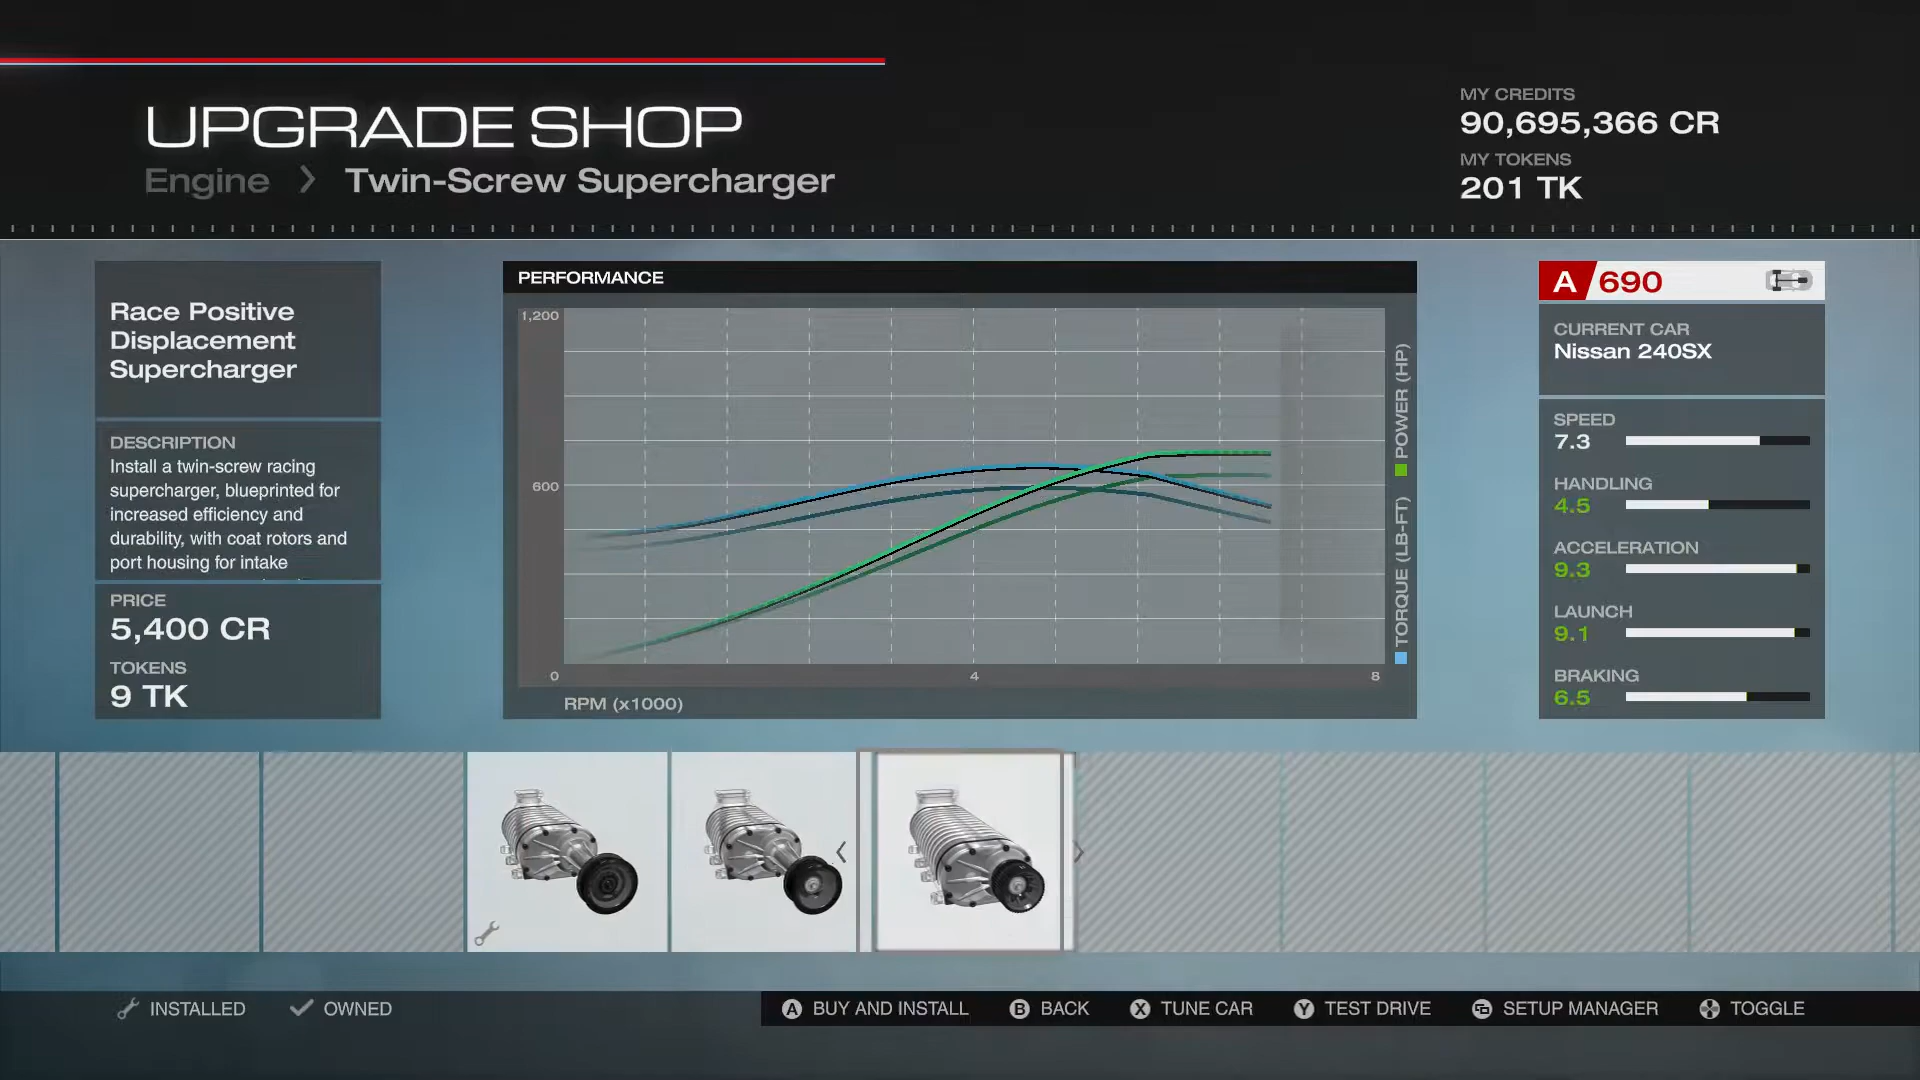 UPGRADE SHOP
Engine > Twin-Screw Supercharger
MY CREDITS
90,695,366 CR
MY TOKENS
201 TK
Race Positive
Displacement
Supercharger
DESCRIPTION
Install a twin-screw racing
supercharger, blueprinted for
increased efficiency and
durability, with coat rotors and
port housing for intake
PRICE
5,400 CR
TOKENS
9 TK
PERFORMANCE
1,200
600
0
4
8
RPM (x1000)
POWER (HP)
TORQUE (LB-FT)
A 690
CURRENT CAR
Nissan 240SX
SPEED
7.3
HANDLING
4.5
ACCELERATION
9.3
LAUNCH
9.1
BRAKING
6.5
INSTALLED
OWNED
A BUY AND INSTALL
B BACK
X TUNE CAR
Y TEST DRIVE
SETUP MANAGER
TOGGLE